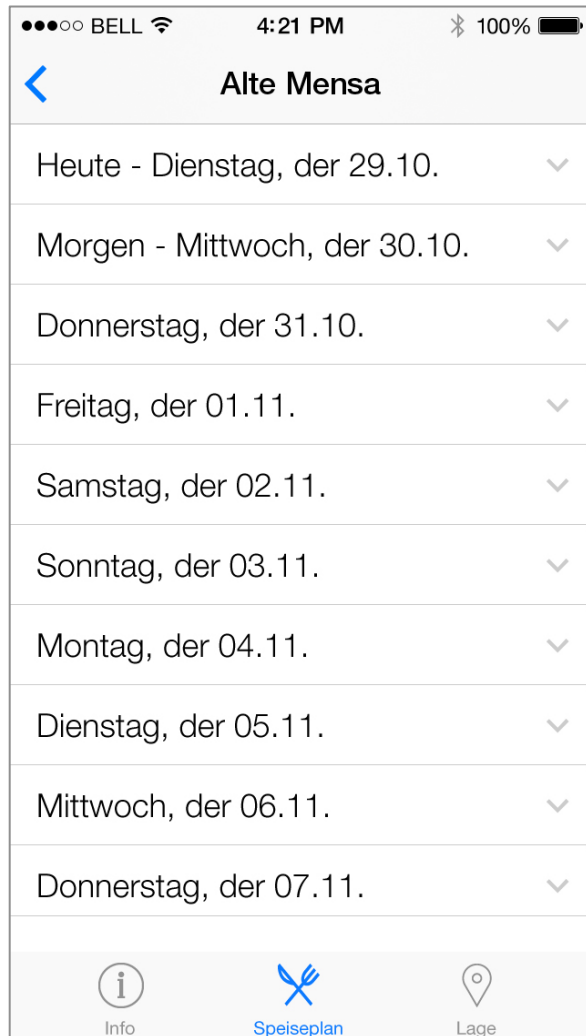 BELL 4:21 PM 100%
Alte Mensa
Heute - Dienstag, der 29.10.
Morgen - Mittwoch, der 30.10.
Donnerstag, der 31.10.
Freitag, der 01.11.
Samstag, der 02.11.
Sonntag, der 03.11.
Montag, der 04.11.
Dienstag, der 05.11.
Mittwoch, der 06.11.
Donnerstag, der 07.11.
Info Speiseplan Lage